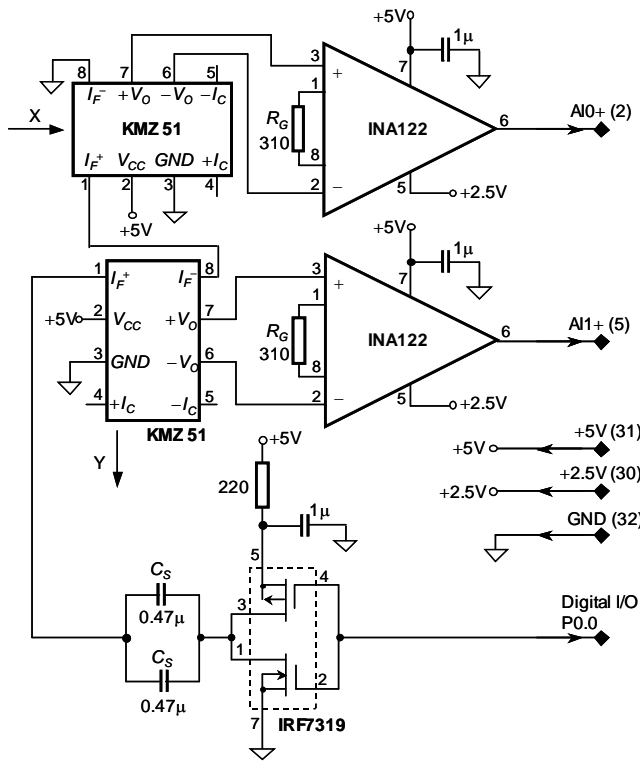 +5V
1μ
8 7 6 5
3
7
I_F^- +V_O −V_O −I_C
1
+
X
KMZ 51
R_G
310
INA122
6
AI0+ (2)
I_F^+ V_CC GND +I_C
8
1 2 3 4
2
−
5
+2.5V
+5V
+5V
1μ
1 I_F^+ I_F^- 8
3
7
+5V 2 V_CC +V_O 7
1
+
R_G
310
INA122
6
AI1+ (5)
3 GND −V_O 6
8
4 +I_C −I_C 5
2
−
5
+2.5V
KMZ 51
Y
+5V
+5V
+5V (31)
220
+2.5V
+2.5V (30)
1μ
GND (32)
5
C_S
4
0.47μ
3
Digital I/O
P0.0
C_S
1
0.47μ
2
7
IRF7319